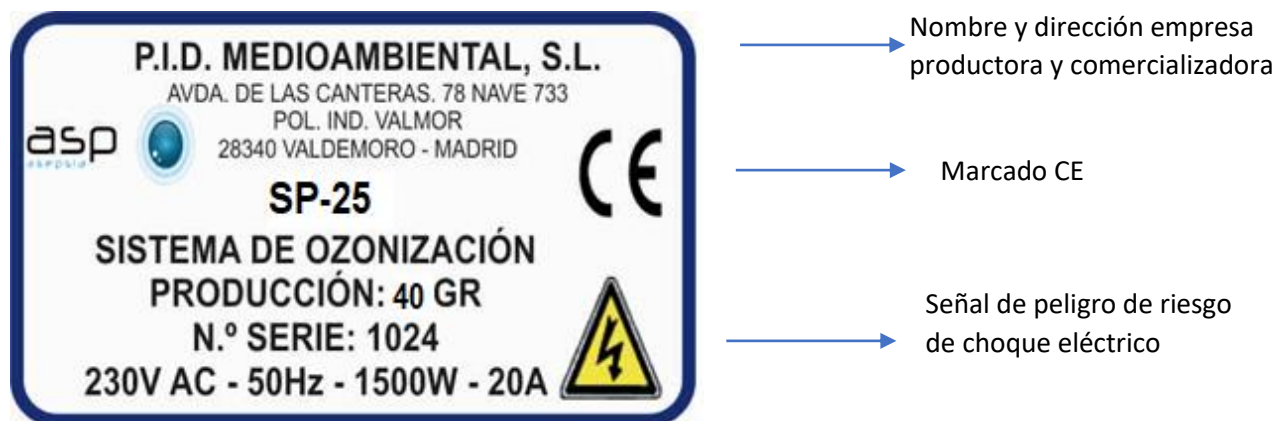 P.I.D. MEDIOAMBIENTAL, S.L.
AVDA. DE LAS CANTERAS. 78 NAVE 733
POL. IND. VALMOR
28340 VALDEMORO - MADRID
asp
asepsia
CE
SP-25
SISTEMA DE OZONIZACIÓN
PRODUCCIÓN: 40 GR
N.º SERIE: 1024
230V AC - 50Hz - 1500W - 20A
Nombre y dirección empresa
productora y comercializadora
Marcado CE
Señal de peligro de riesgo
de choque eléctrico